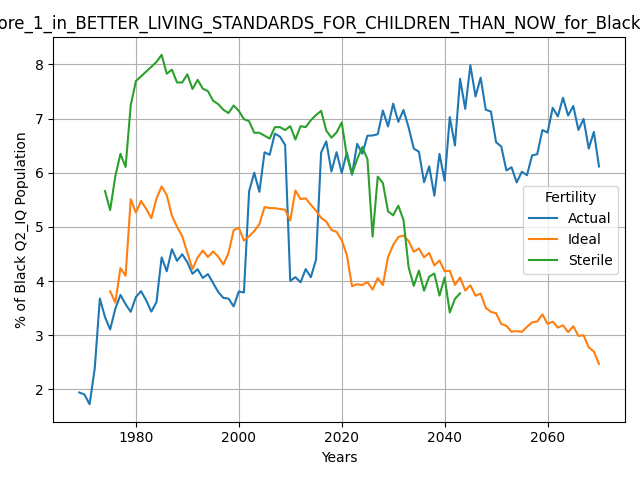 ore_1_in_BETTER_LIVING_STANDARDS_FOR_CHILDREN_THAN_NOW_for_Black
% of Black Q2_IQ Population
8
7
6
5
4
3
2
Fertility
Actual
Ideal
Sterile
1980 2000 2020 2040 2060
Years